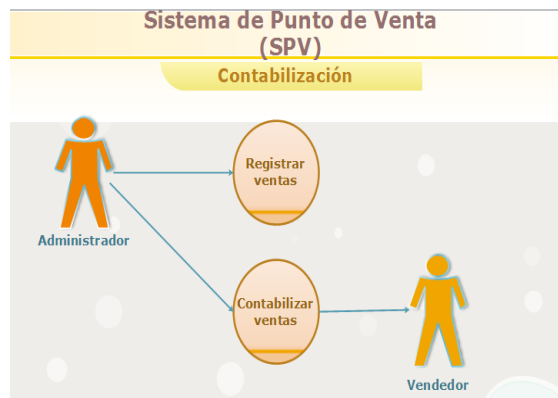 Sistema de Punto de Venta
(SPV)
Contabilización
Registrar
ventas
Administrador
Contabilizar
ventas
Vendedor